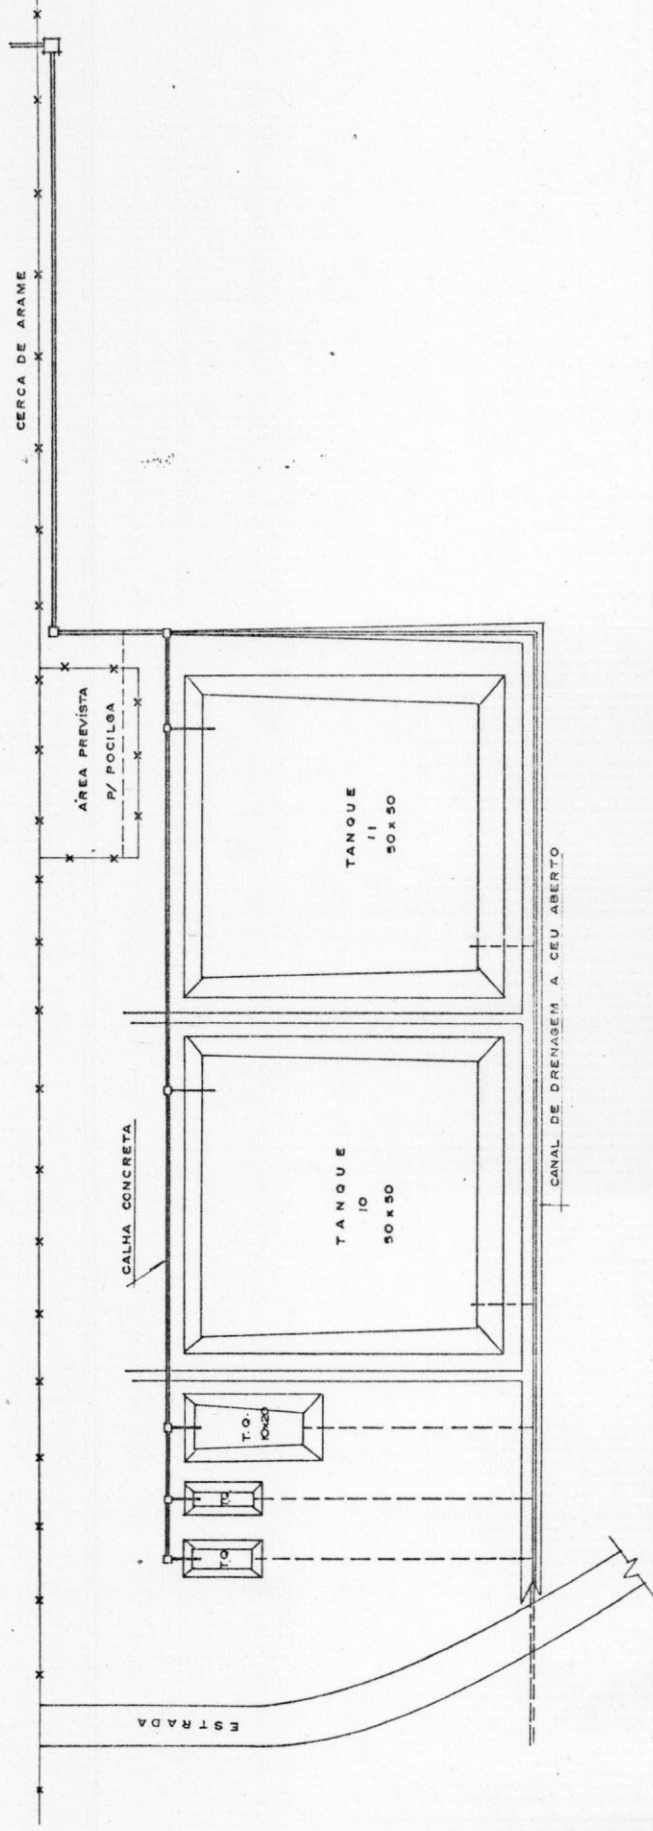 CERCA DE ARAME
ÁREA PREVISTA
P/ POCILGA
TANQUE
11
50 x 50
CANAL DE DRENAGEM A CEU ABERTO
CALHA CONCRETA
TANQUE
10
50 x 50
T. Q.
10x20
T.Q.
T.Q.
ESTRADA